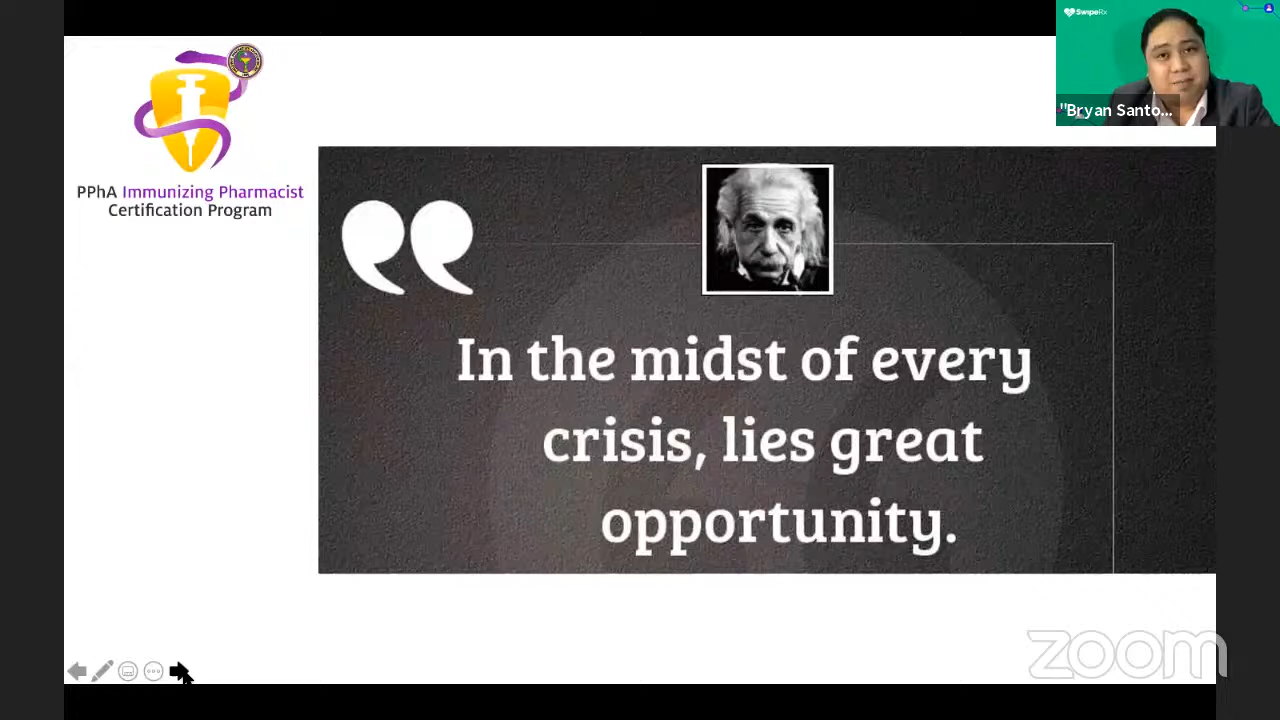 SwipeRx
"Bryan Santo...
PPhA Immunizing Pharmacist
Certification Program
In the midst of every
crisis, lies great
opportunity.
zoom